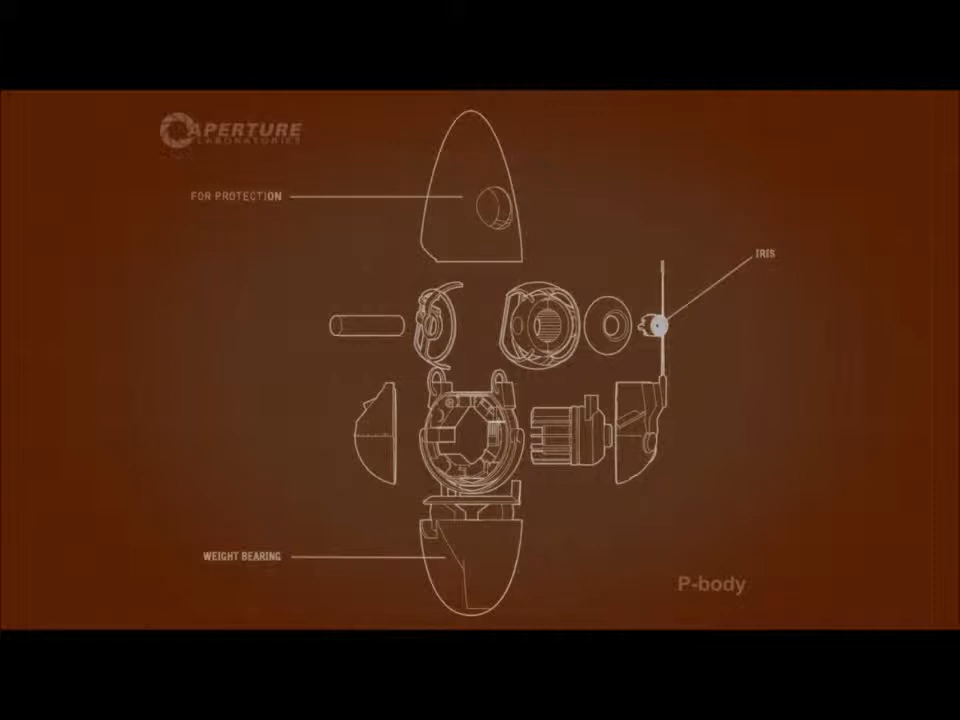 APERTURE
LABORATORIES
FOR PROTECTION
IRIS
WEIGHT BEARING
P-body